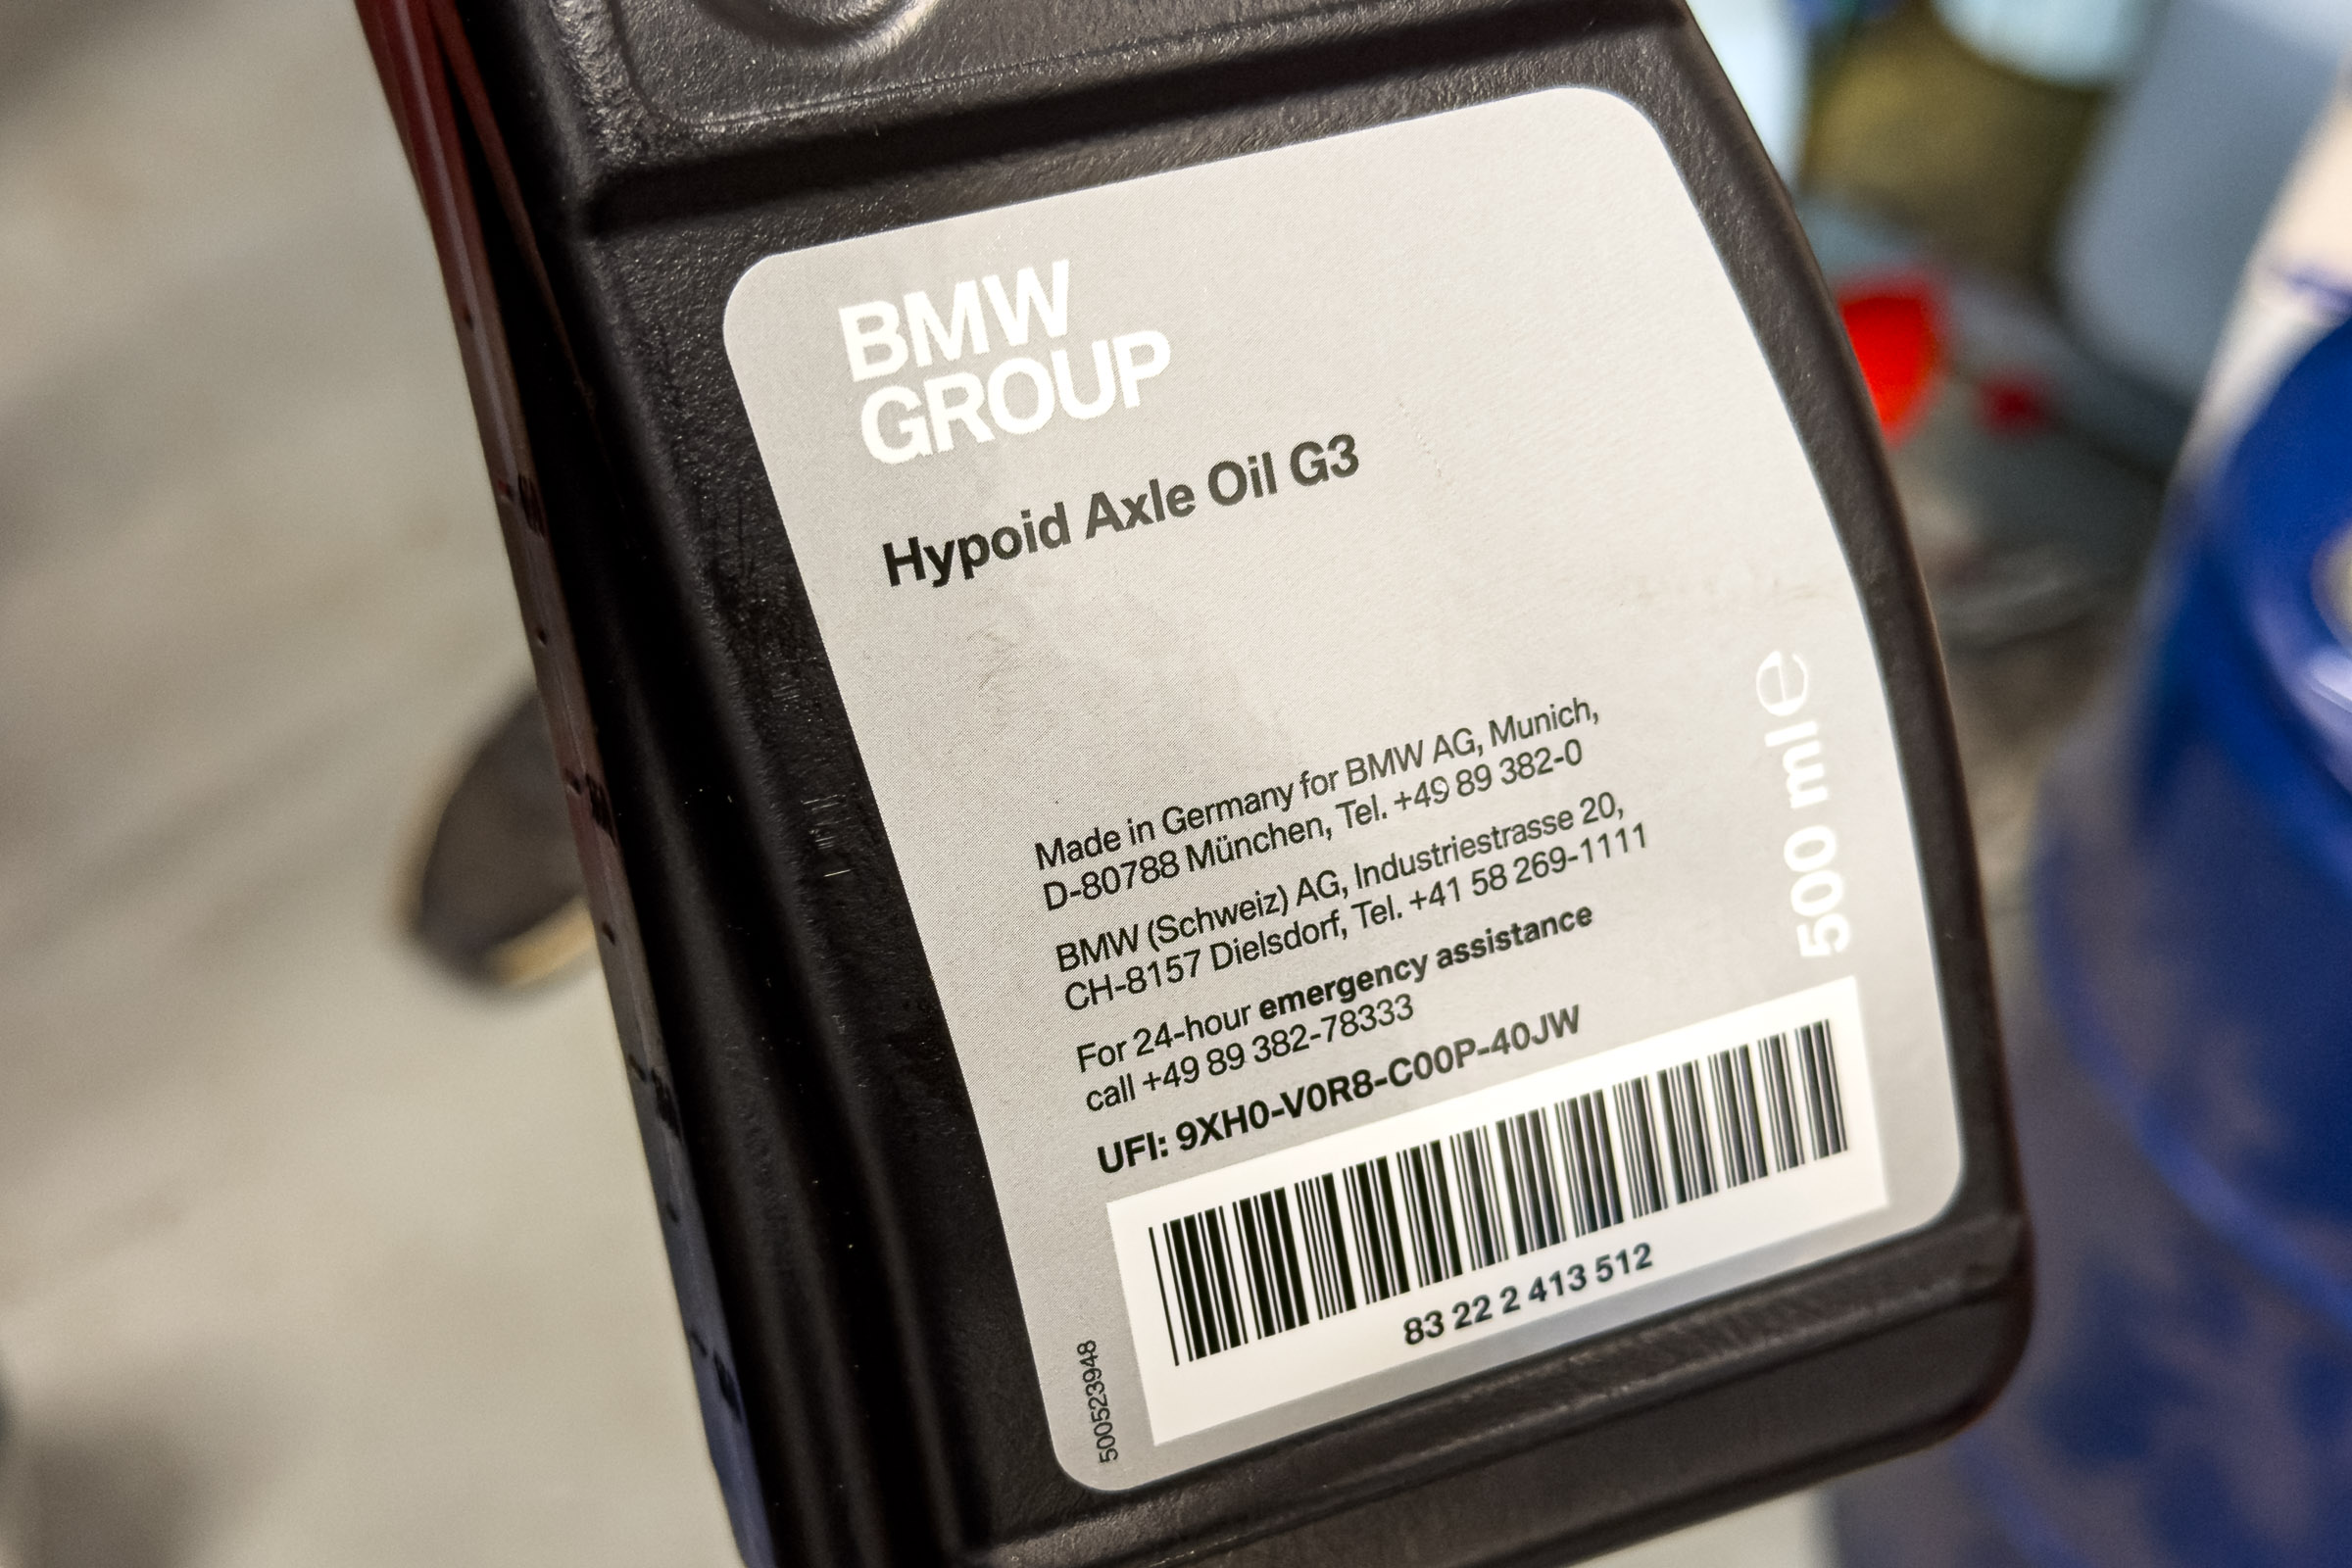 BMW
GROUP
Hypoid Axle Oil G3
Made in Germany for BMW AG, Munich,
D-80788 München, Tel. +49 89 382-0
BMW (Schweiz) AG, Industriestrasse 20,
CH-8157 Dielsdorf, Tel. +41 58 269-1111
For 24-hour emergency assistance
call +49 89 382-78333
UFI: 9XH0-V0R8-C00P-40JW
500 ml ℮
83 22 2 413 512
500523948